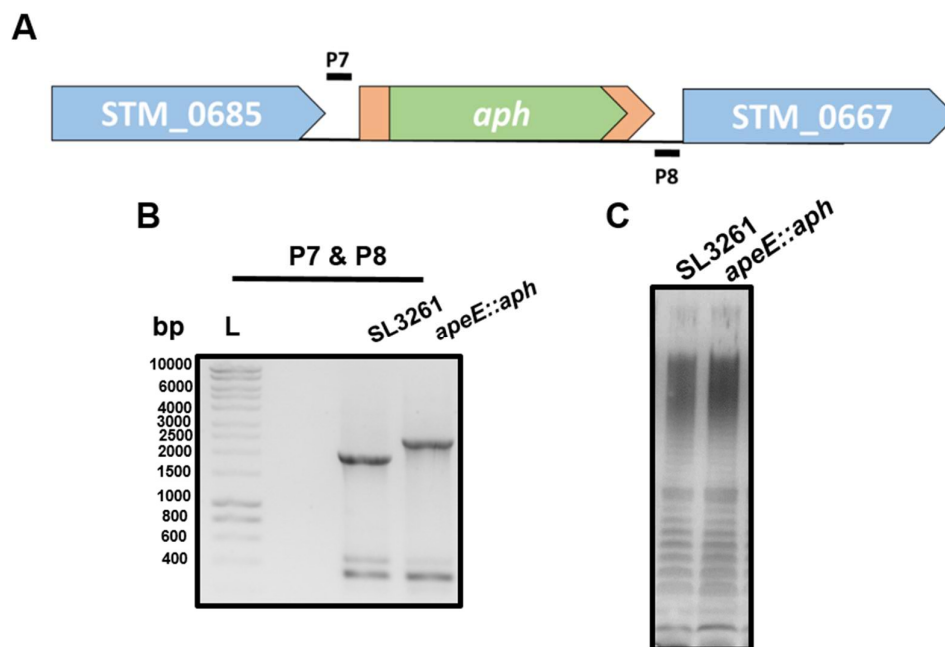 A
P7
STM_0685
aph
STM_0667
P8
B
C
P7 & P8
SL3261
apeE::aph
SL3261
apeE::aph
bp
L
10000
6000
4000
3000
2500
2000
1500
1000
800
600
400